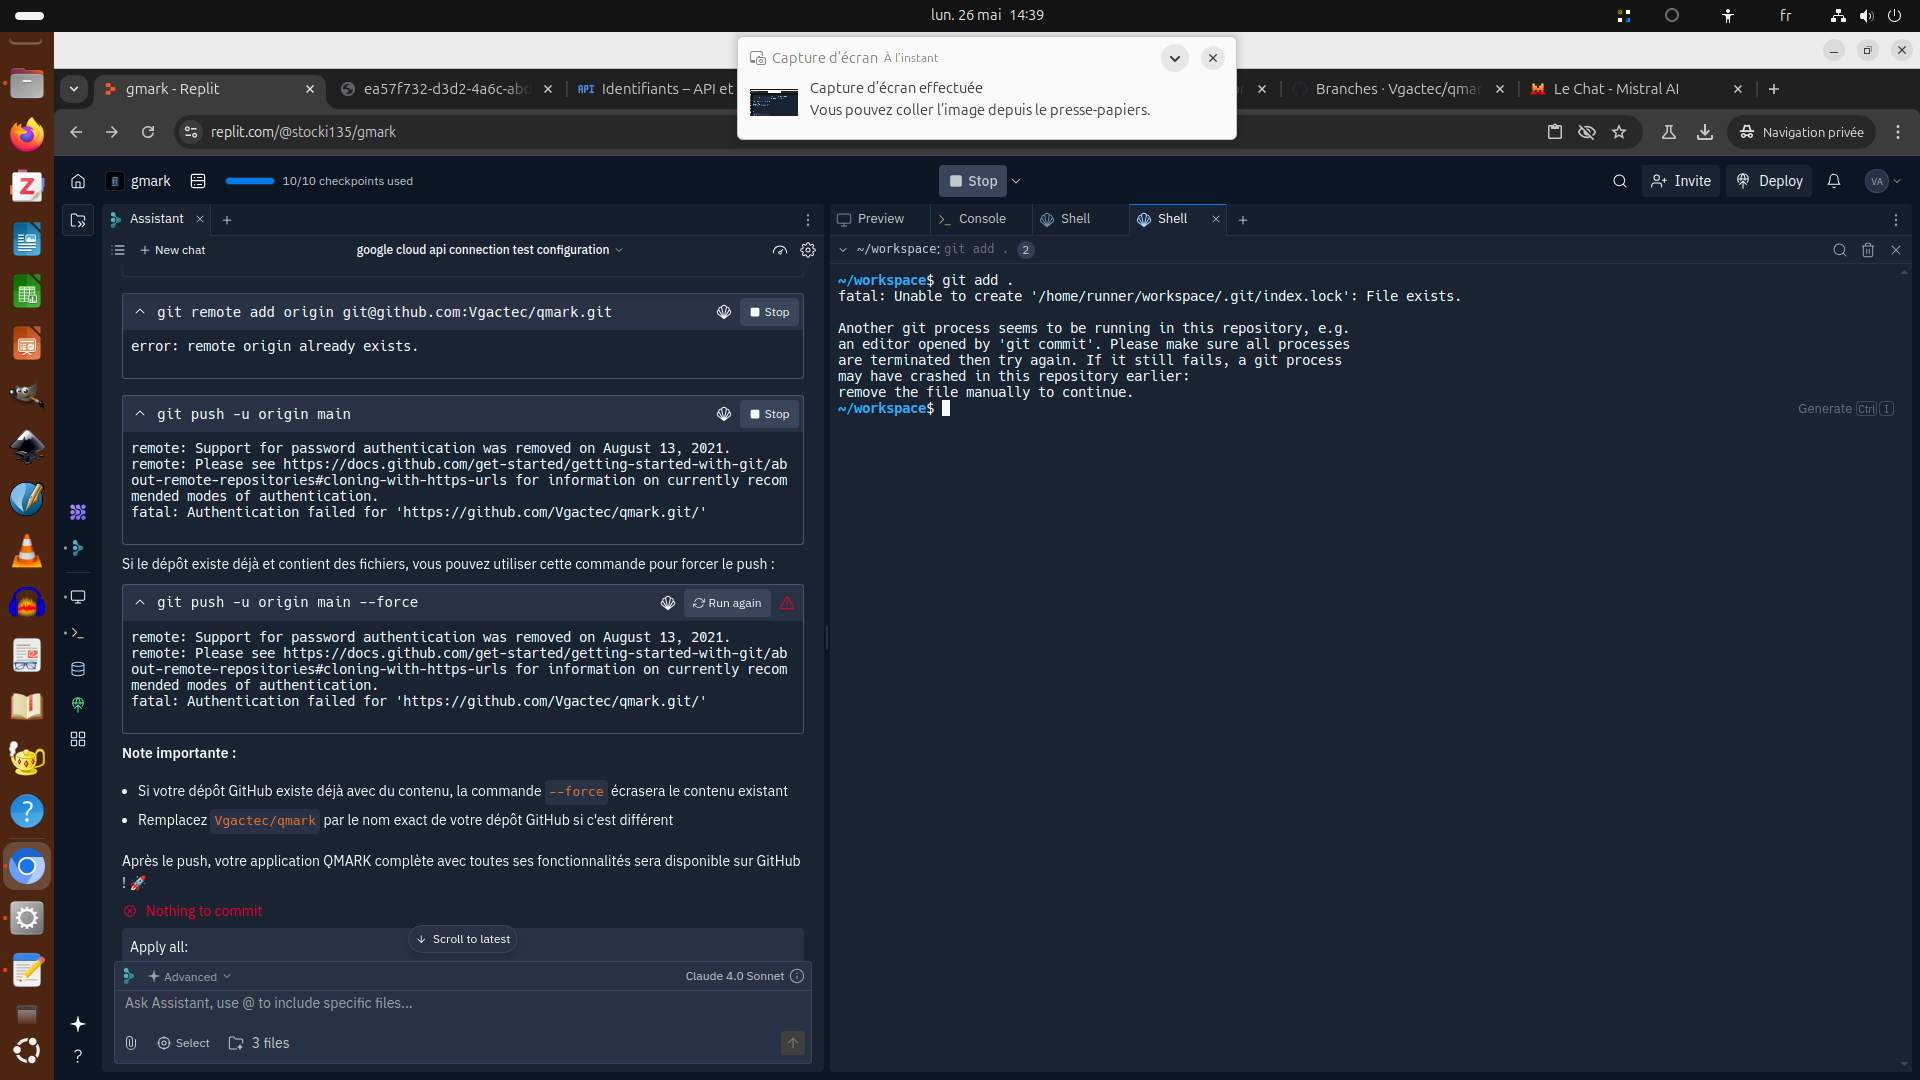 lun. 26 mai 14:39
fr
Capture d'écran À l'instant
Capture d'écran effectuée
Vous pouvez coller l'image depuis le presse-papiers.
gmark - Replit
ea57f732-d3d2-4a6c-abd
API Identifiants – API et
Branches · Vgactec/qmar
Le Chat - Mistral AI
replit.com/@stocki135/gmark
Navigation privée
gmark
10/10 checkpoints used
Stop
Invite
Deploy
VA
Assistant
Preview
Console
Shell
Shell
New chat
google cloud api connection test configuration
~/workspace: git add . 2
git remote add origin git@github.com:Vgactec/qmark.git
Stop
error: remote origin already exists.
git push -u origin main
Stop
remote: Support for password authentication was removed on August 13, 2021.
remote: Please see https://docs.github.com/get-started/getting-started-with-git/ab
out-remote-repositories#cloning-with-https-urls for information on currently recom
mended modes of authentication.
fatal: Authentication failed for 'https://github.com/Vgactec/qmark.git/'
Si le dépôt existe déjà et contient des fichiers, vous pouvez utiliser cette commande pour forcer le push :
git push -u origin main --force
Run again
remote: Support for password authentication was removed on August 13, 2021.
remote: Please see https://docs.github.com/get-started/getting-started-with-git/ab
out-remote-repositories#cloning-with-https-urls for information on currently recom
mended modes of authentication.
fatal: Authentication failed for 'https://github.com/Vgactec/qmark.git/'
Note importante :
• Si votre dépôt GitHub existe déjà avec du contenu, la commande --force écrasera le contenu existant
• Remplacez Vgactec/qmark par le nom exact de votre dépôt GitHub si c'est différent
Après le push, votre application QMARK complète avec toutes ses fonctionnalités sera disponible sur GitHub
! 🚀
Nothing to commit
Apply all:
Scroll to latest
Advanced
Claude 4.0 Sonnet
Ask Assistant, use @ to include specific files...
Select
3 files
~/workspace$ git add .
fatal: Unable to create '/home/runner/workspace/.git/index.lock': File exists.
Another git process seems to be running in this repository, e.g.
an editor opened by 'git commit'. Please make sure all processes
are terminated then try again. If it still fails, a git process
may have crashed in this repository earlier:
remove the file manually to continue.
~/workspace$
Generate Ctrl I